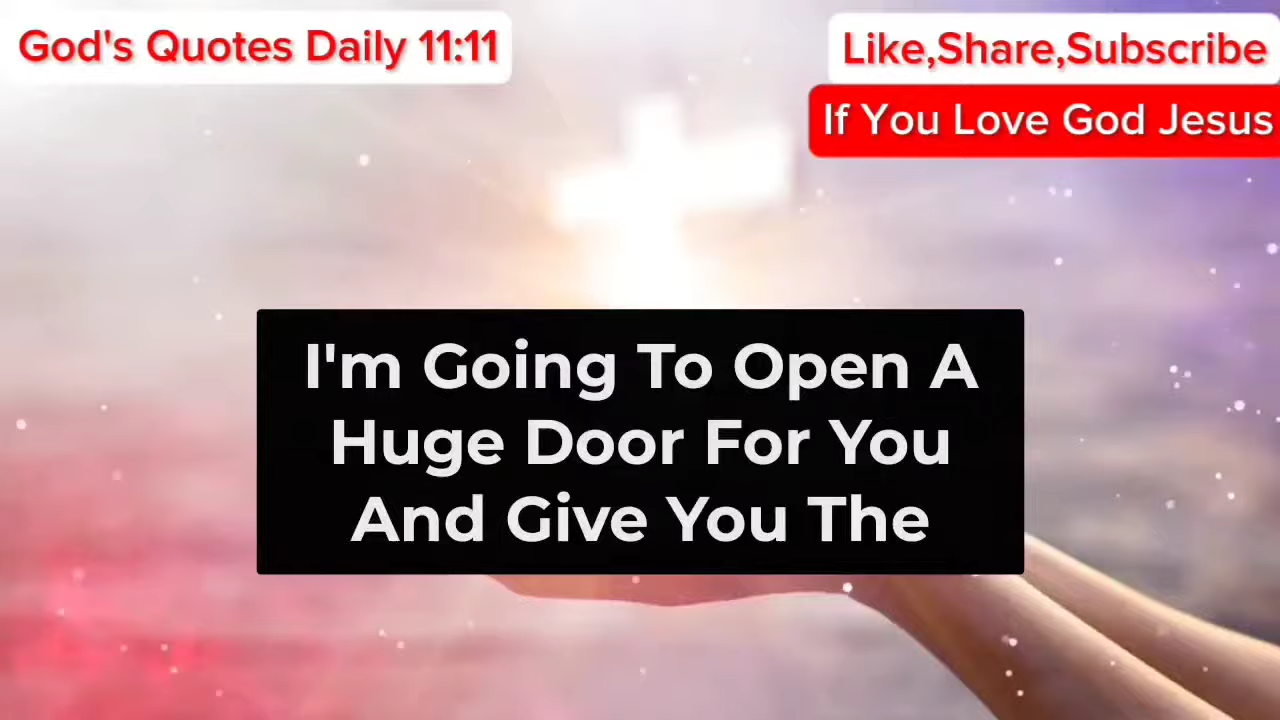 God's Quotes Daily 11:11
Like,Share,Subscribe
If You Love God Jesus
I'm Going To Open A
Huge Door For You
And Give You The